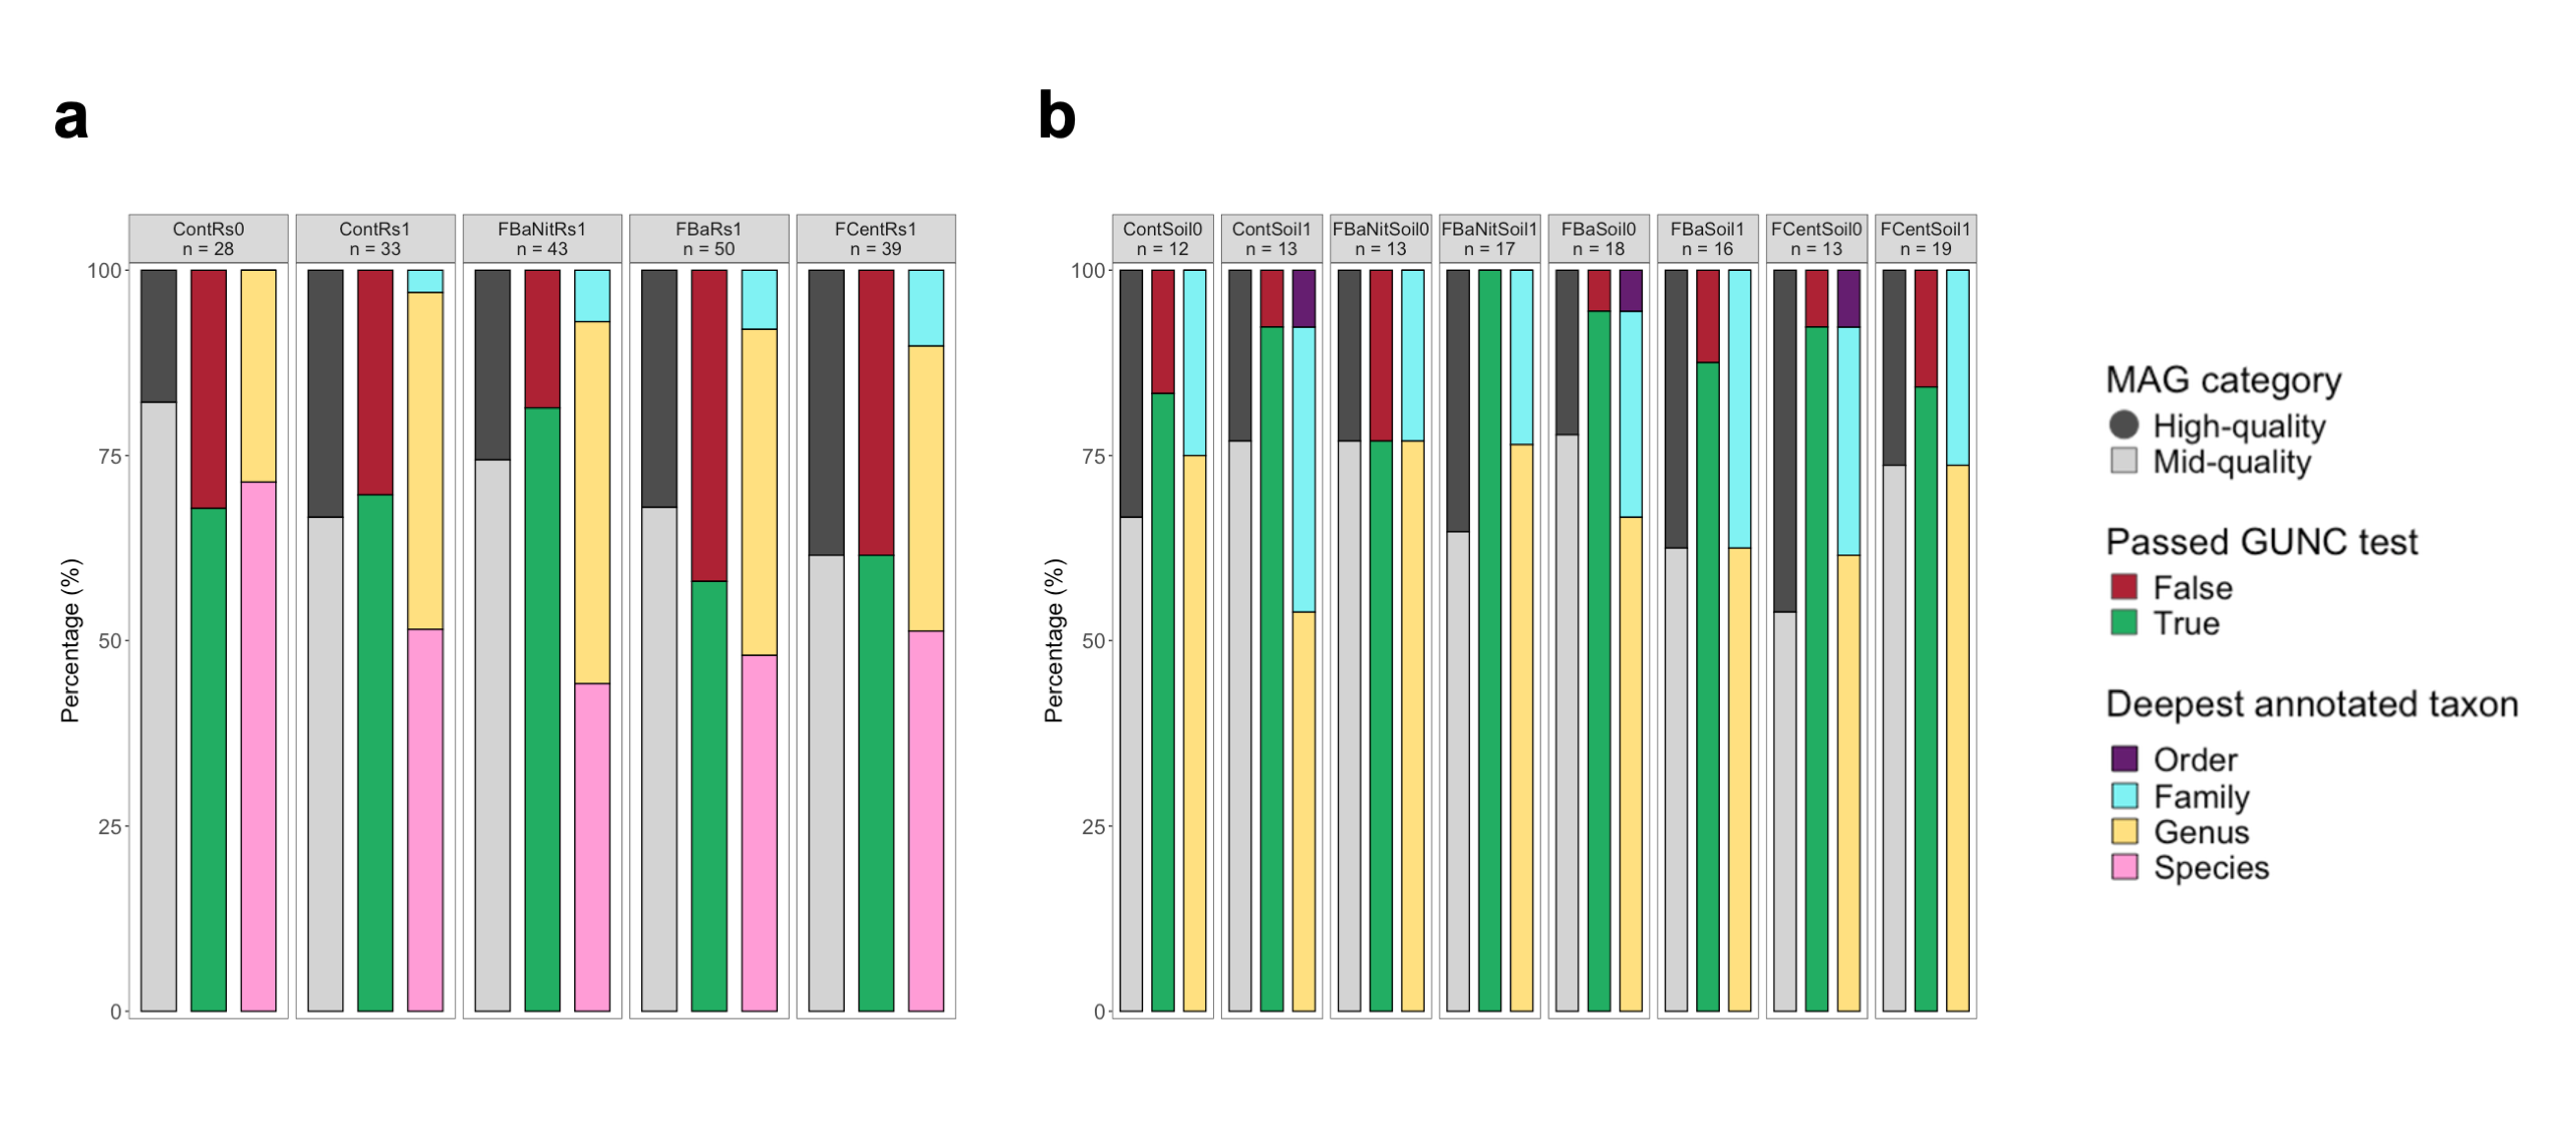 a
ContRs0
n = 28
ContRs1
n = 33
FBaNitRs1
n = 43
FBaRs1
n = 50
FCentRs1
n = 39
100
75
50
25
0
Percentage (%)
b
ContSoil0
n = 12
ContSoil1
n = 13
FBaNitSoil0
n = 13
FBaNitSoil1
n = 17
FBaSoil0
n = 18
FBaSoil1
n = 16
FCentSoil0
n = 13
FCentSoil1
n = 19
100
75
50
25
0
Percentage (%)
MAG category
High-quality
Mid-quality
Passed GUNC test
False
True
Deepest annotated taxon
Order
Family
Genus
Species